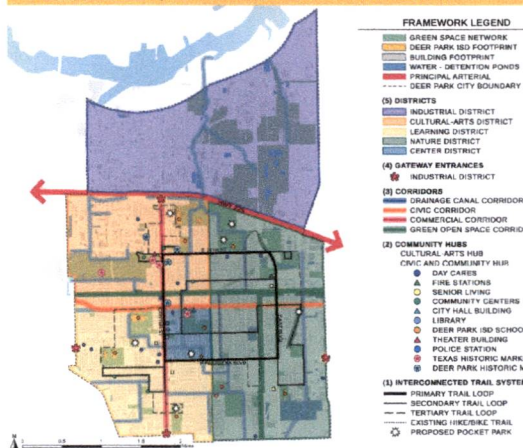 FRAMEWORK LEGEND
GREEN SPACE NETWORK
DEER PARK ISD FOOTPRINT
BUILDING FOOTPRINT
WATER - DETENTION PONDS
PRINCIPAL ARTERIAL
DEER PARK CITY BOUNDARY
(5) DISTRICTS
INDUSTRIAL DISTRICT
CULTURAL-ARTS DISTRICT
LEARNING DISTRICT
NATURE DISTRICT
CENTER DISTRICT
(4) GATEWAY ENTRANCES
INDUSTRIAL DISTRICT
(3) CORRIDORS
DRAINAGE CANAL CORRIDOR
CIVIC CORRIDOR
COMMERCIAL CORRIDOR
GREEN OPEN SPACE CORRID
(2) COMMUNITY HUBS
CULTURAL-ARTS HUB
CIVIC AND COMMUNITY HUB
DAY CARES
FIRE STATIONS
SENIOR LIVING
COMMUNITY CENTERS
CITY HALL BUILDING
LIBRARY
DEER PARK ISD SCHOO
THEATER BUILDING
POLICE STATION
TEXAS HISTORIC MARK
DEER PARK HISTORIC M
(1) INTERCONNECTED TRAIL SYSTE
PRIMARY TRAIL LOOP
SECONDARY TRAIL LOOP
TERTIARY TRAIL LOOP
EXISTING HIKE/BIKE TRAIL
PROPOSED POCKET PARK